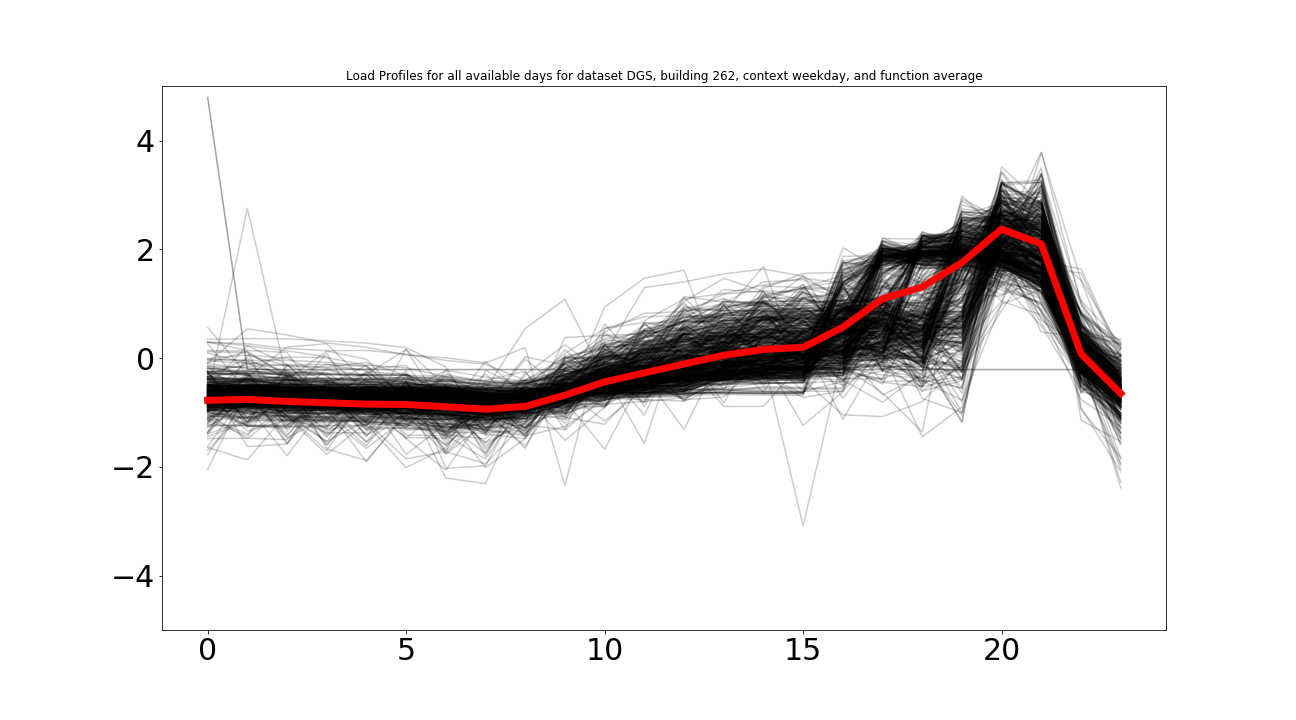 Load Profiles for all available days for dataset DGS, building 262, context weekday, and function average
4
2
0
−2
−4
0 5 10 15 20